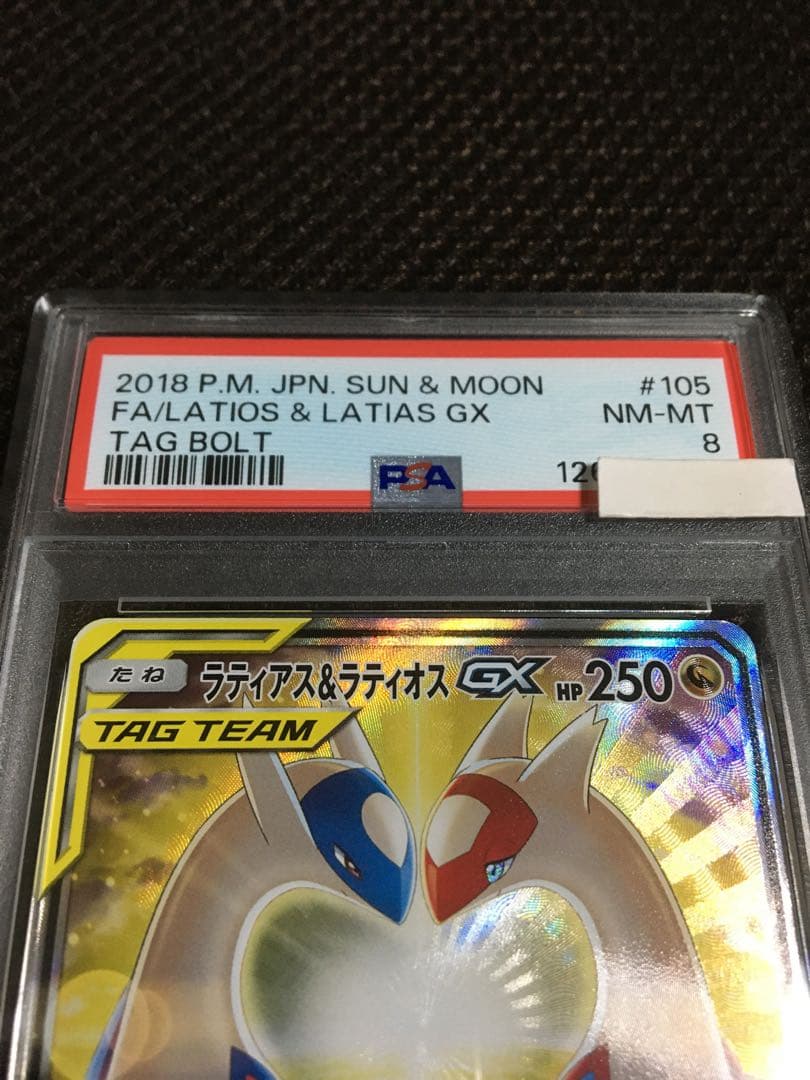 2018 P.M. JPN. SUN & MOON #105
FA/LATIOS & LATIAS GX NM-MT
TAG BOLT 8
PSA
たね ラティアス&ラティオス GX HP 250
TAG TEAM